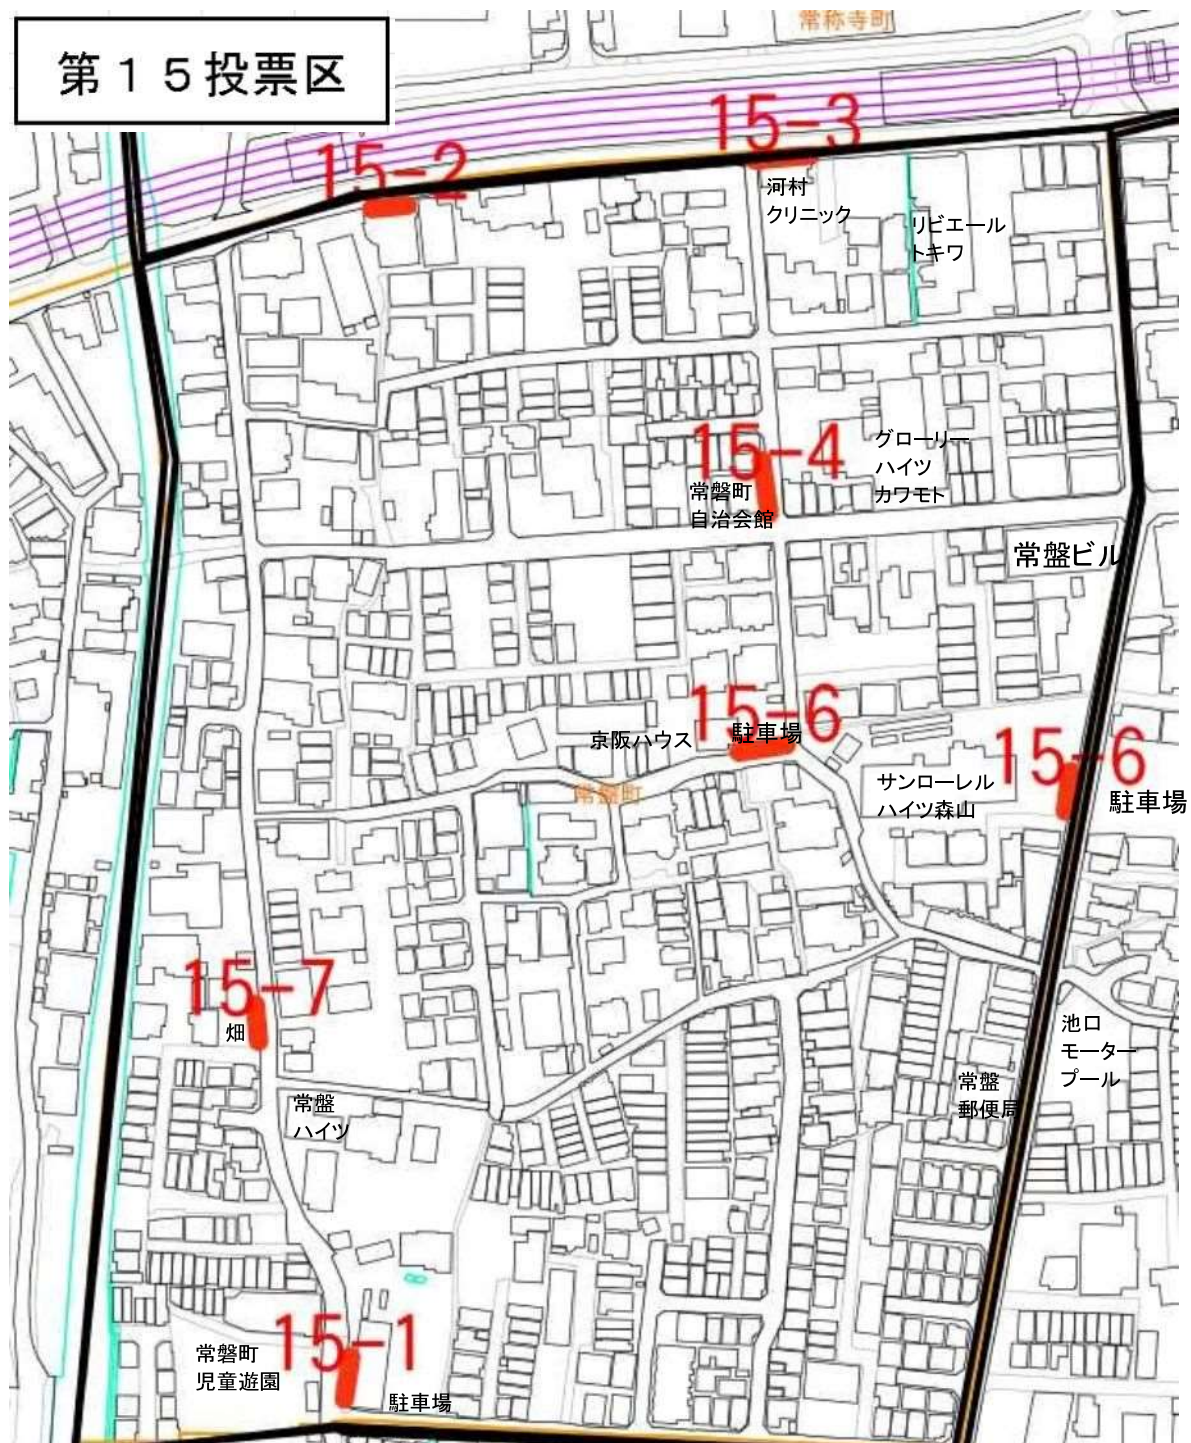 常称寺町
第１５投票区
15-3
15-2
河村
クリニック
リビエール
トキワ
15-4
グローリー
ハイツ
カワモト
常磐町
自治会館
常盤ビル
15-6
駐車場
京阪ハウス
15-6
サンローレル
ハイツ森山
駐車場
常盤町
15-7
畑
池口
モーター
プール
常盤
郵便局
常盤
ハイツ
15-1
常磐町
児童遊園
駐車場